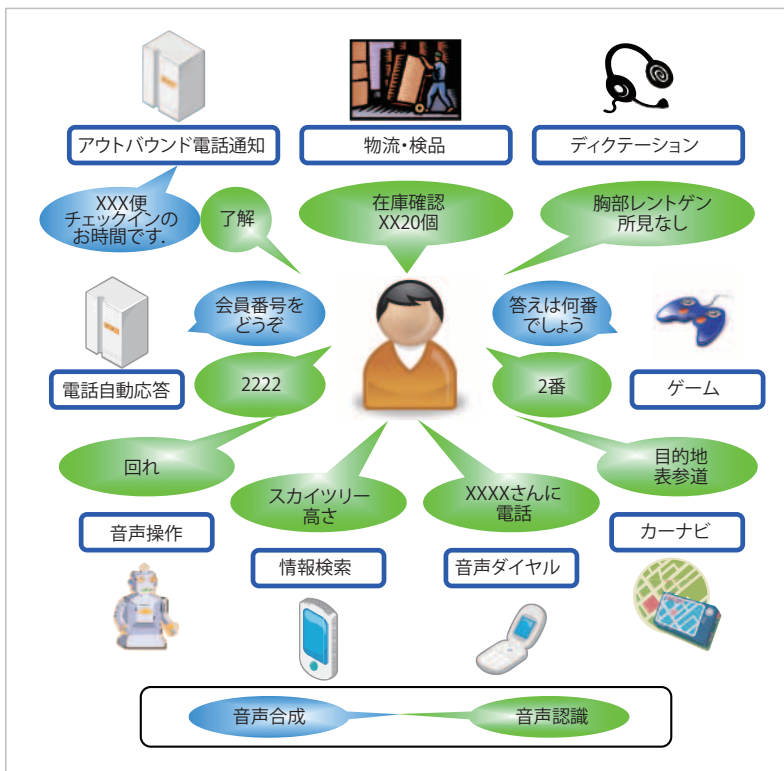 アウトバウンド電話通知
物流・検品
ディクテーション
XXX便
チェックインの
お時間です.
了解
在庫確認
XX20個
胸部レントゲン
所見なし
会員番号を
どうぞ
答えは何番
でしょう
電話自動応答
2222
2番
ゲーム
回れ
スカイツリー
高さ
XXXXさんに
電話
目的地
表参道
音声操作
情報検索
音声ダイヤル
カーナビ
音声合成
音声認識